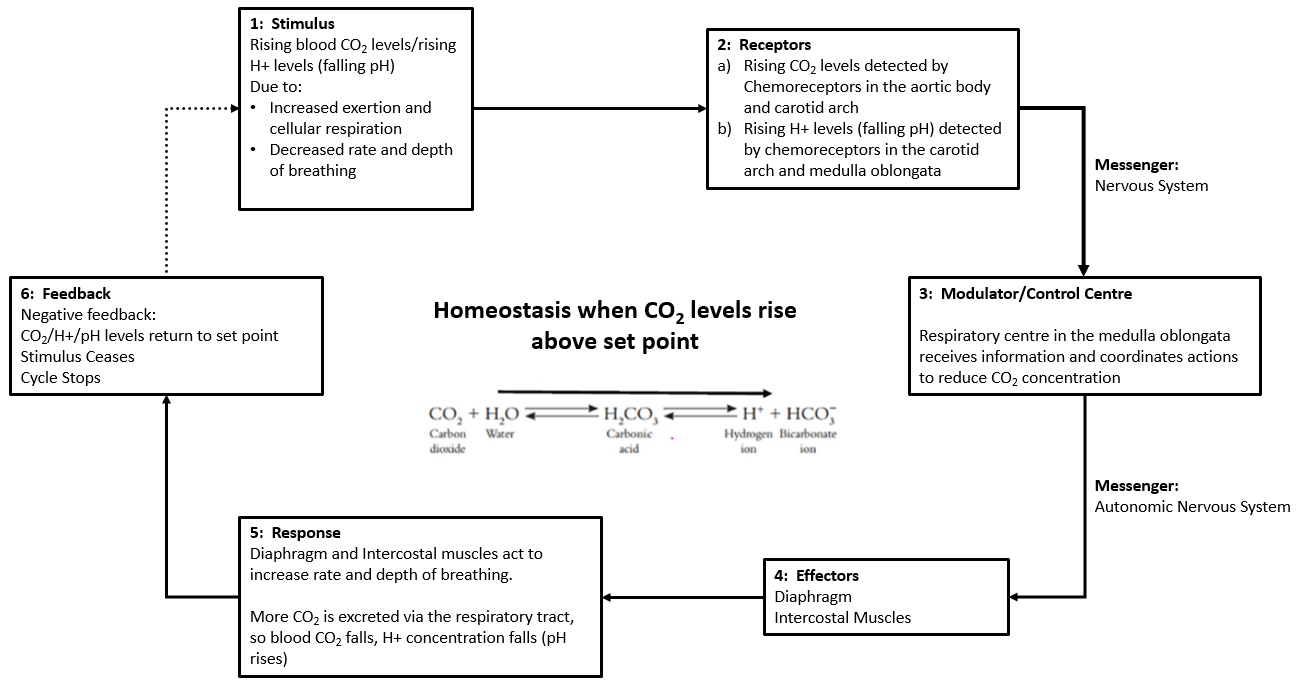 1: Stimulus
Rising blood CO₂ levels/rising
H+ levels (falling pH)
Due to:
• Increased exertion and
cellular respiration
• Decreased rate and depth
of breathing
2: Receptors
a) Rising CO₂ levels detected by
Chemoreceptors in the aortic body
and carotid arch
b) Rising H+ levels (falling pH) detected
by chemoreceptors in the carotid
arch and medulla oblongata
Messenger:
Nervous System
3: Modulator/Control Centre
Respiratory centre in the medulla oblongata
receives information and coordinates actions
to reduce CO₂ concentration
Messenger:
Autonomic Nervous System
4: Effectors
Diaphragm
Intercostal Muscles
5: Response
Diaphragm and Intercostal muscles act to
increase rate and depth of breathing.
More CO₂ is excreted via the respiratory tract,
so blood CO₂ falls, H+ concentration falls (pH
rises)
6: Feedback
Negative feedback:
CO₂/H+/pH levels return to set point
Stimulus Ceases
Cycle Stops
Homeostasis when CO₂ levels rise
above set point
CO₂ + H₂O ⇌ H₂CO₃ ⇌ H⁺ + HCO₃⁻
Carbon Water Carbonic Hydrogen Bicarbonate
dioxide acid ion ion